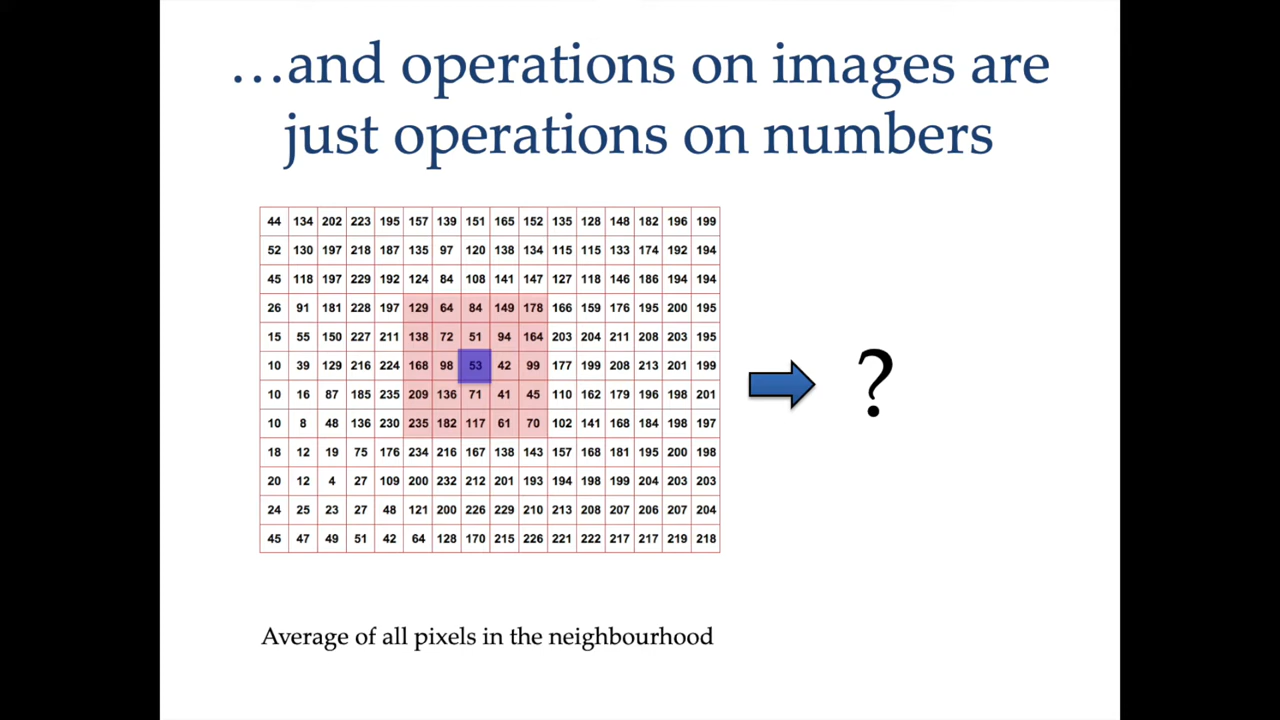 …and operations on images are
just operations on numbers
44 134 202 223 195 157 139 151 165 152 135 128 148 182 196 199
52 130 197 218 187 135 97 120 138 134 115 115 133 174 192 194
45 118 197 229 192 124 84 108 141 147 127 118 146 186 194 194
26 91 181 228 197 129 64 84 149 178 166 159 176 195 200 195
15 55 150 227 211 138 72 51 94 164 203 204 211 208 203 195
10 39 129 216 224 168 98 53 42 99 177 199 208 213 201 199
10 16 87 185 235 209 136 71 41 45 110 162 179 196 198 201
10 8 48 136 230 235 182 117 61 70 102 141 168 184 198 197
18 12 19 75 176 234 216 167 138 143 157 168 181 195 200 198
20 12 4 27 109 200 232 212 201 193 194 198 199 204 203 203
24 25 23 27 48 121 200 226 229 210 213 208 207 206 207 204
45 47 49 51 42 64 128 170 215 226 221 222 217 217 219 218
?
Average of all pixels in the neighbourhood